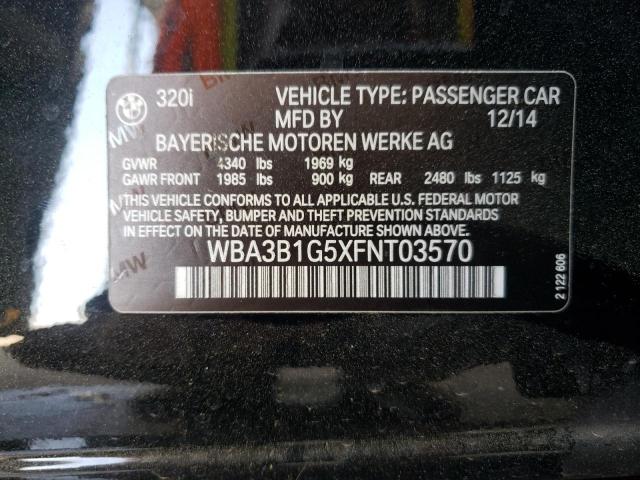 320i VEHICLE TYPE: PASSENGER CAR
MFD BY 12/14
BAYERISCHE MOTOREN WERKE AG
GVWR 4340 lbs 1969 kg
GAWR FRONT 1985 lbs 900 kg REAR 2480 lbs 1125 kg
THIS VEHICLE CONFORMS TO ALL APPLICABLE U.S. FEDERAL MOTOR
VEHICLE SAFETY, BUMPER AND THEFT PREVENTION STANDARDS
IN EFFECT ON THE DATE OF MANUFACTURE SHOWN ABOVE.
WBA3B1G5XFNT03570
2 122 606